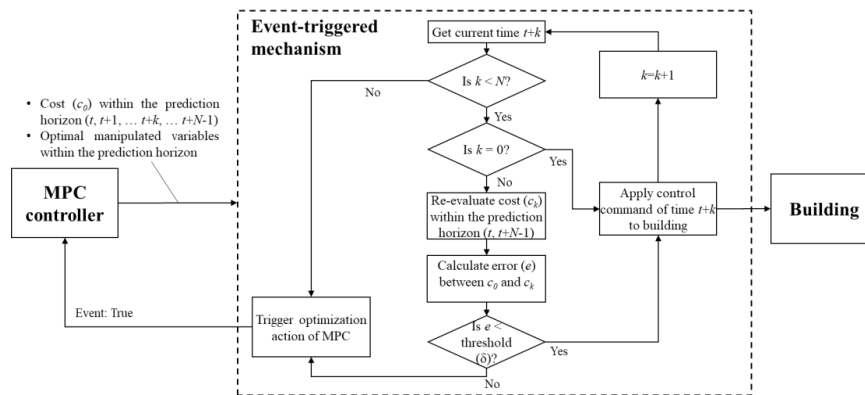 Event-triggered
mechanism
Get current time t+k
Is k < N?
No
Yes
k=k+1
• Cost (c0) within the prediction
horizon (t, t+1, … t+k, … t+N-1)
• Optimal manipulated variables
within the prediction horizon
Is k = 0?
Yes
No
MPC
controller
Re-evaluate cost (ck)
within the prediction
horizon (t, t+N-1)
Apply control
command of time t+k
to building
Building
Calculate error (e)
between c0 and ck
Event: True
Trigger optimization
action of MPC
Is e <
threshold
(δ)?
Yes
No